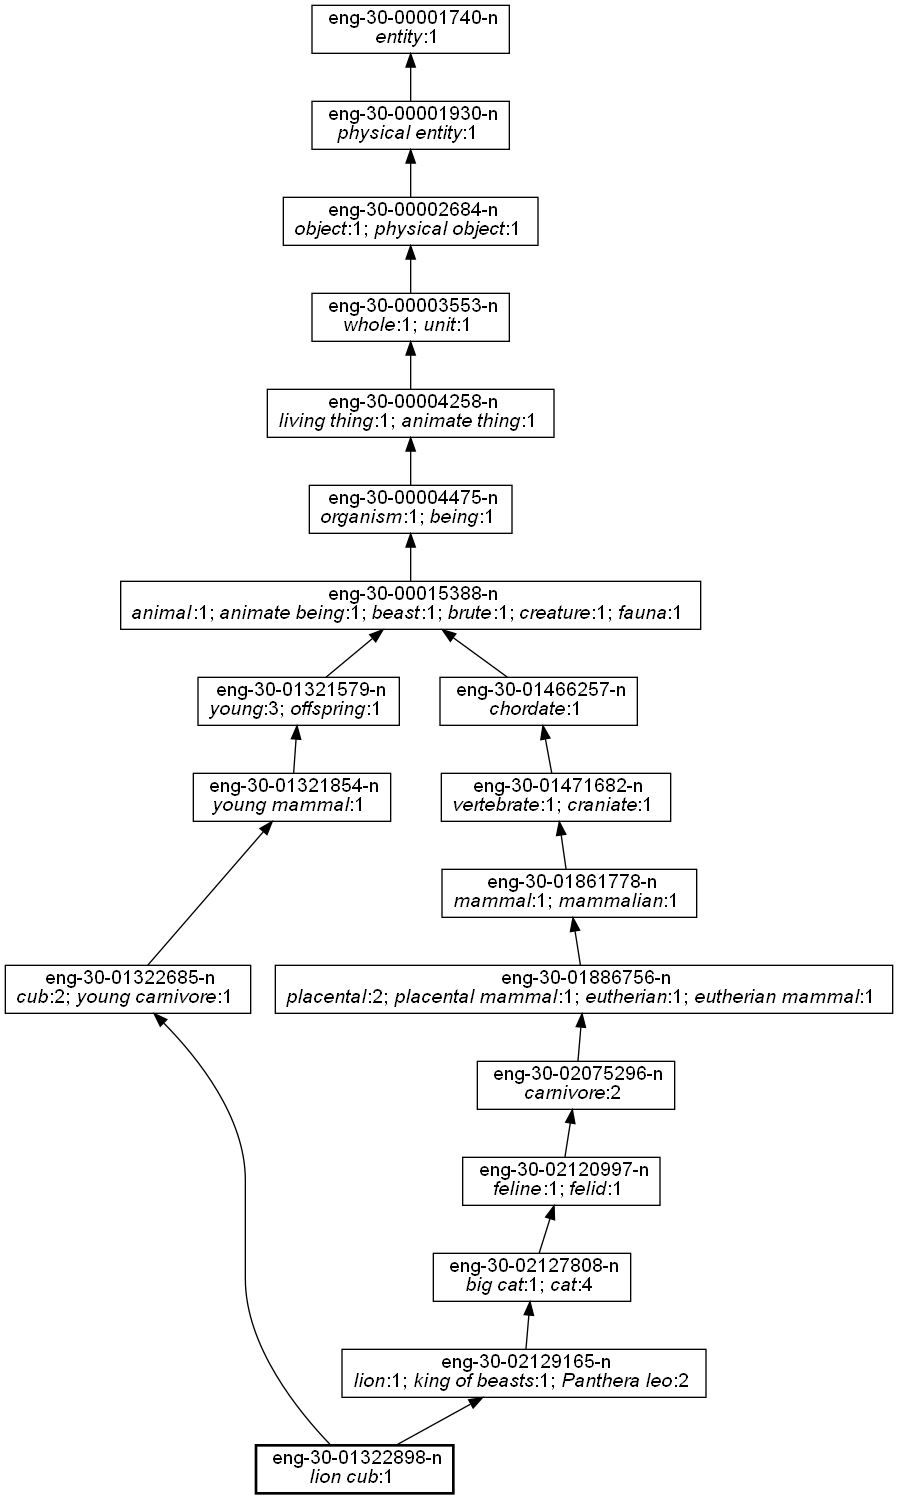 eng-30-00001740-n
entity:1
eng-30-00001930-n
physical entity:1
eng-30-00002684-n
object:1; physical object:1
eng-30-00003553-n
whole:1; unit:1
eng-30-00004258-n
living thing:1; animate thing:1
eng-30-00004475-n
organism:1; being:1
eng-30-00015388-n
animal:1; animate being:1; beast:1; brute:1; creature:1; fauna:1
eng-30-01321579-n
young:3; offspring:1
eng-30-01466257-n
chordate:1
eng-30-01321854-n
young mammal:1
eng-30-01471682-n
vertebrate:1; craniate:1
eng-30-01861778-n
mammal:1; mammalian:1
eng-30-01322685-n
cub:2; young carnivore:1
eng-30-01886756-n
placental:2; placental mammal:1; eutherian:1; eutherian mammal:1
eng-30-02075296-n
carnivore:2
eng-30-02120997-n
feline:1; felid:1
eng-30-02127808-n
big cat:1; cat:4
eng-30-02129165-n
lion:1; king of beasts:1; Panthera leo:2
eng-30-01322898-n
lion cub:1